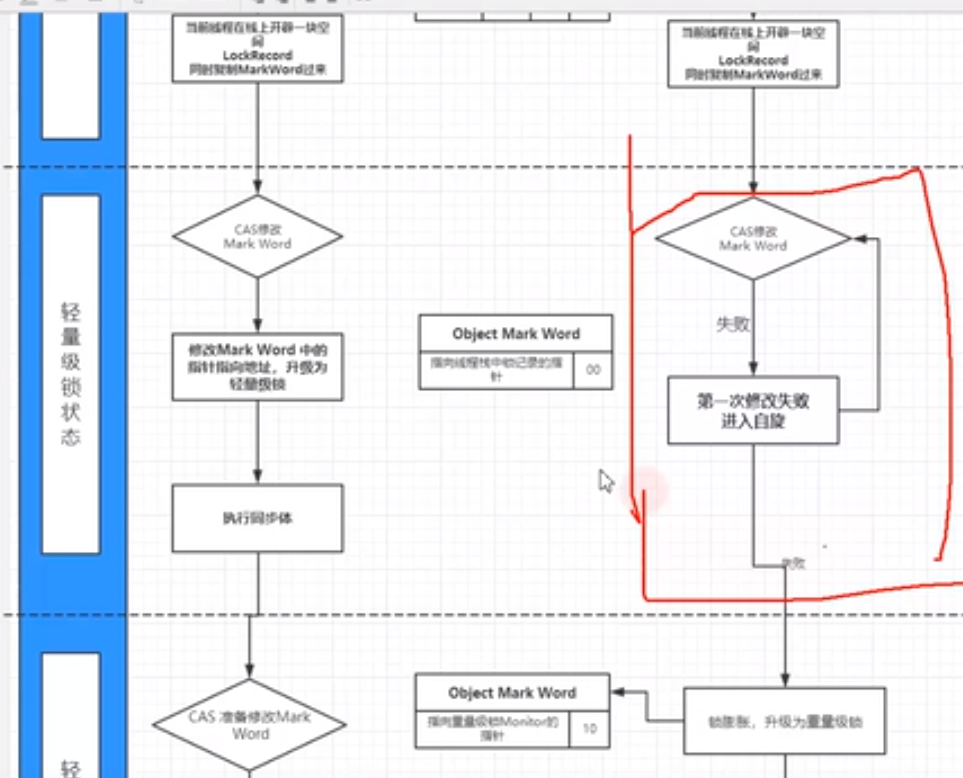 当前线程在线上开辟一块空
间
LockRecord
同时复制MarkWord过来
当前线程在线上开辟一块空
间
LockRecord
同时复制MarkWord过来
轻
量
级
锁
状
态
CAS修改
Mark Word
CAS修改
Mark Word
失败
Object Mark Word
指向线程栈中锁记录的指
针
00
修改Mark Word 中的
指针指向地址，升级为
轻量级锁
第一次修改失败
进入自旋
执行同步体
失败
CAS 准备修改Mark
Word
Object Mark Word
指向重量级锁Monitor的
指针
10
锁膨胀，升级为重量级锁
轻